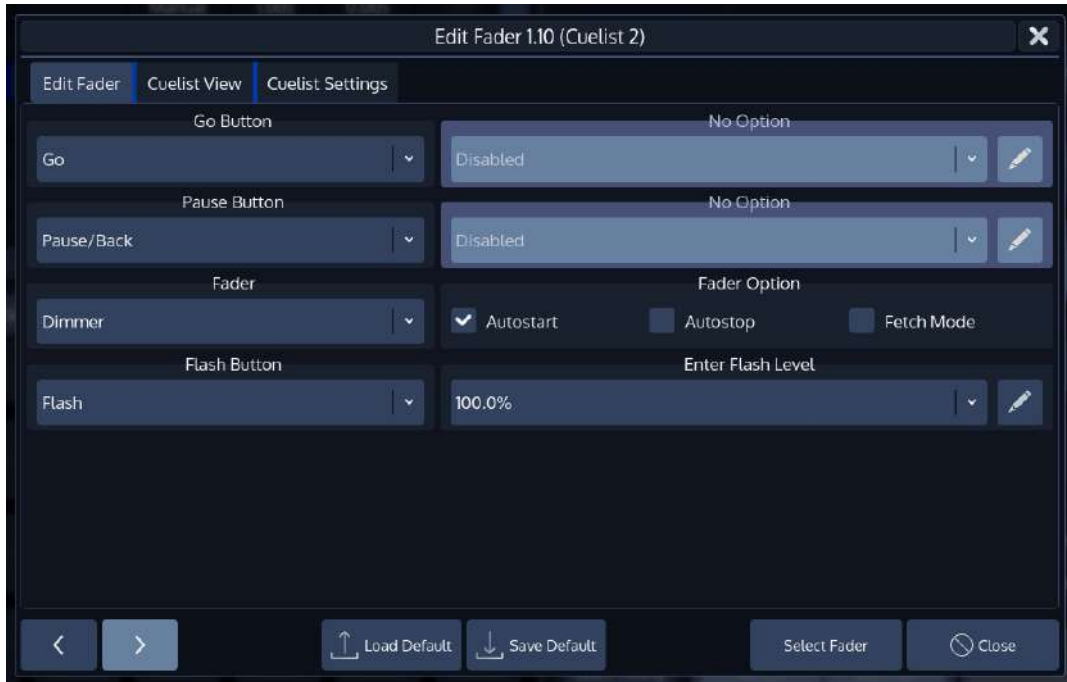 Edit Fader 1.10 (Cuelist 2)
Edit Fader Cuelist View Cuelist Settings
Go Button No Option
Go Disabled
Pause Button No Option
Pause/Back Disabled
Fader Fader Option
Dimmer Autostart Autostop Fetch Mode
Flash Button Enter Flash Level
Flash 100.0%
Load Default Save Default Select Fader Close